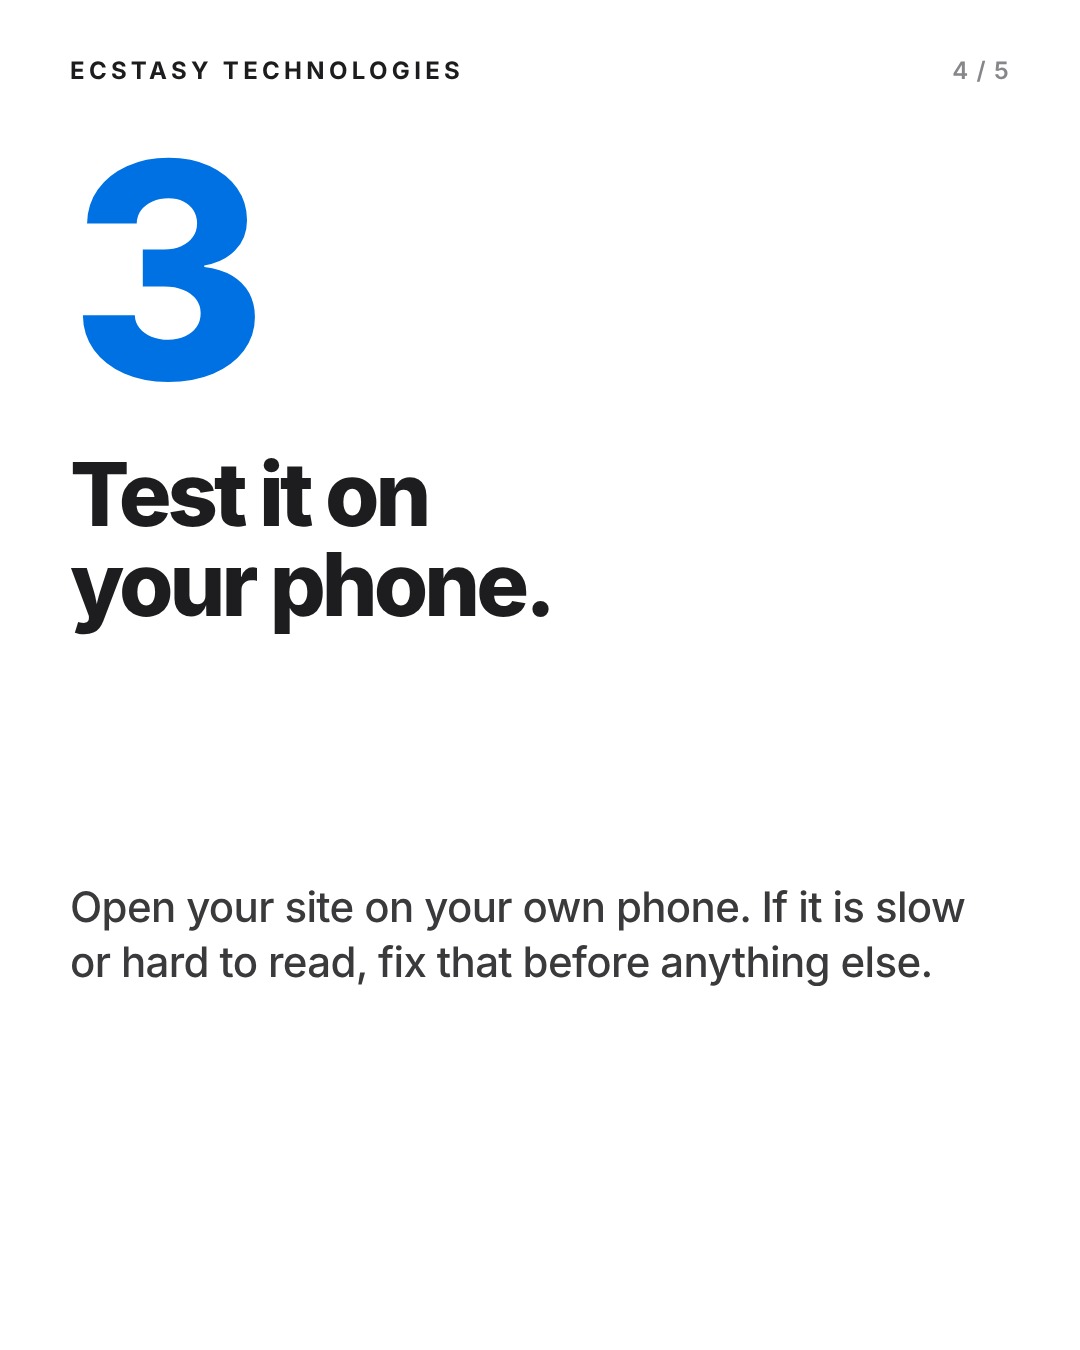 ECSTASY TECHNOLOGIES
4 / 5
3
Test it on
your phone.
Open your site on your own phone. If it is slow
or hard to read, fix that before anything else.